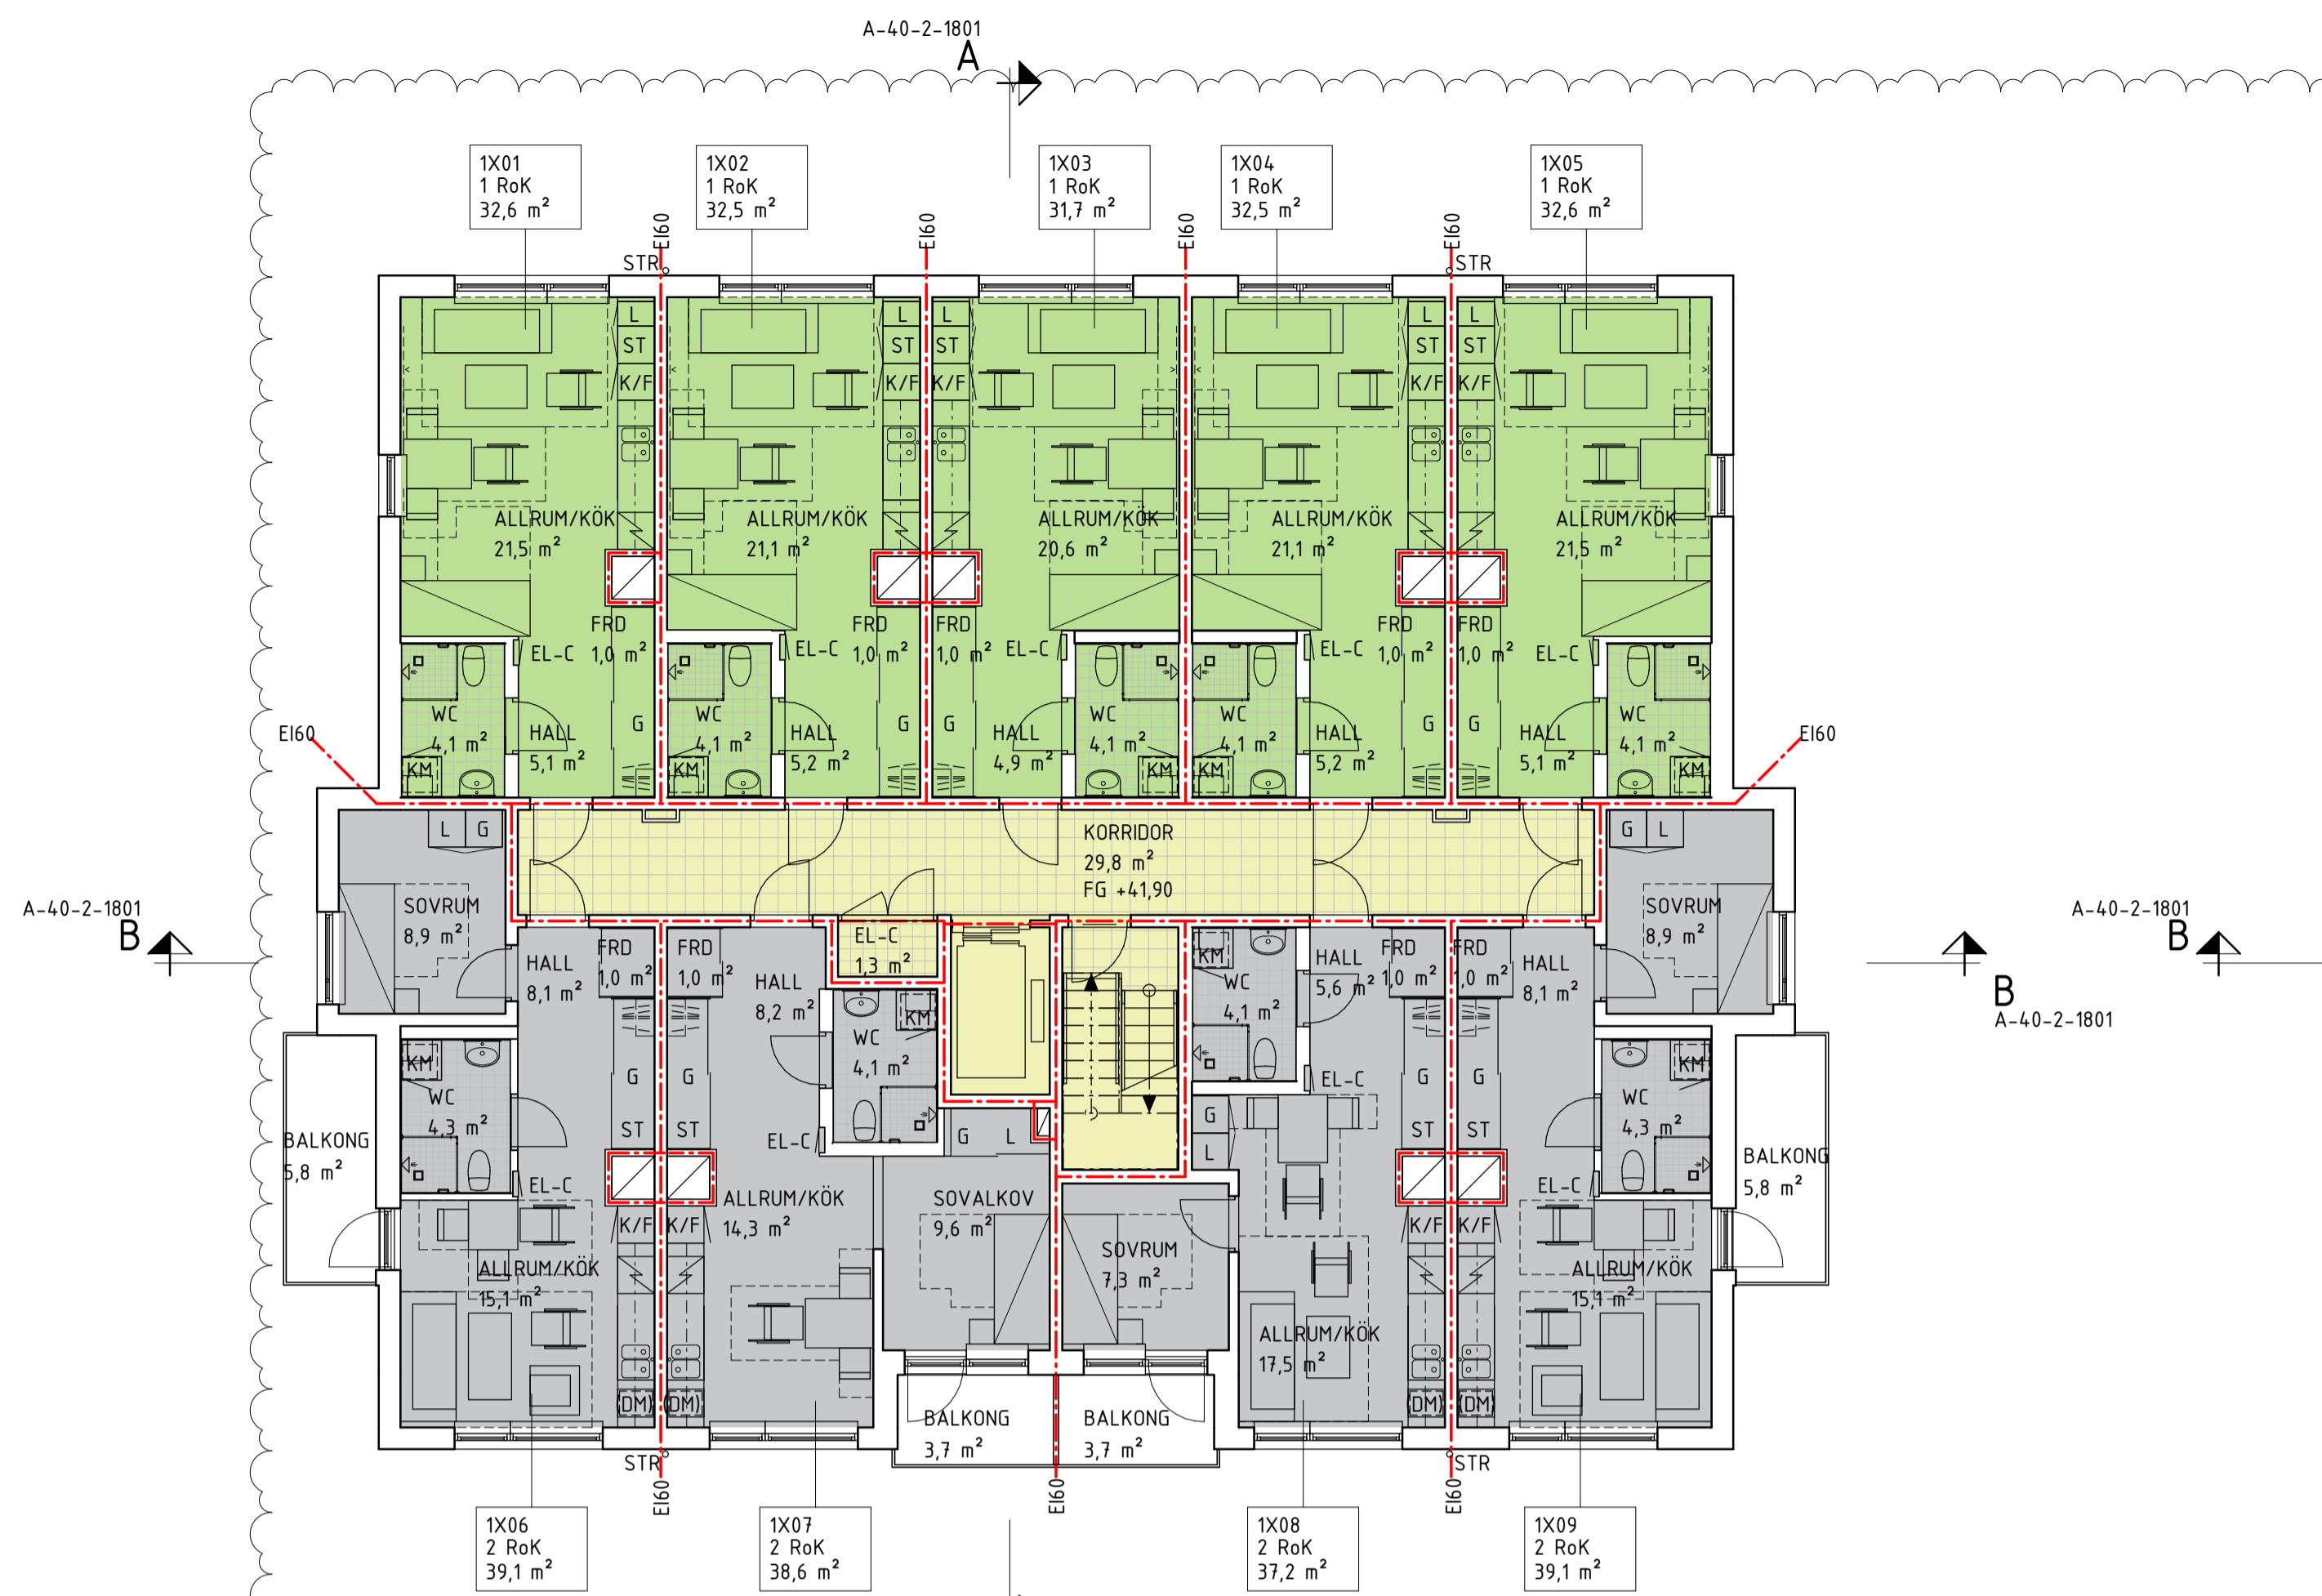 A-40-2-1801
A
1X01
1 RoK
32,6 m²
1X02
1 RoK
32,5 m²
1X03
1 RoK
31,7 m²
1X04
1 RoK
32,5 m²
1X05
1 RoK
32,6 m²
EI60
EI60
EI60
EI60
STR
STR
L
ST
K/F
L
ST
K/F
L
ST
K/F
L
ST
K/F
L
ST
K/F
ALLRUM/KÖK
21,5 m²
ALLRUM/KÖK
21,1 m²
ALLRUM/KÖK
20,6 m²
ALLRUM/KÖK
21,1 m²
ALLRUM/KÖK
21,5 m²
EL-C
FRD
1,0 m²
EL-C
FRD
1,0 m²
FRD
1,0 m²
EL-C
EL-C
FRD
1,0 m²
FRD
1,0 m²
EL-C
WC
4,1 m²
KM
HALL
5,1 m²
G
WC
4,1 m²
KM
HALL
5,2 m²
G
G
HALL
4,9 m²
WC
4,1 m²
KM
WC
4,1 m²
KM
HALL
5,2 m²
G
G
HALL
5,1 m²
WC
4,1 m²
KM
EI60
EI60
KORRIDOR
29,8 m²
FG +41,90
L
G
G
L
A-40-2-1801
B
SOVRUM
8,9 m²
SOVRUM
8,9 m²
A-40-2-1801
B
B
A-40-2-1801
HALL
8,1 m²
FRD
1,0 m²
FRD
1,0 m²
HALL
8,2 m²
EL-C
1,3 m²
KM
WC
4,1 m²
HALL
5,6 m²
FRD
1,0 m²
FRD
1,0 m²
HALL
8,1 m²
KM
WC
4,3 m²
G
ST
G
ST
WC
4,1 m²
KM
EL-C
G
ST
G
ST
KM
WC
4,3 m²
BALKONG
5,8 m²
EL-C
EL-C
G
L
G
L
EL-C
BALKONG
5,8 m²
K/F
K/F
ALLRUM/KÖK
14,3 m²
SOVALKOV
9,6 m²
SOVRUM
7,3 m²
K/F
K/F
ALLRUM/KÖK
15,1 m²
ALLRUM/KÖK
17,5 m²
ALLRUM/KÖK
15,1 m²
(DM)
(DM)
(DM)
(DM)
BALKONG
3,7 m²
BALKONG
3,7 m²
STR
STR
EI60
EI60
EI60
1X06
2 RoK
39,1 m²
1X07
2 RoK
38,6 m²
1X08
2 RoK
37,2 m²
1X09
2 RoK
39,1 m²